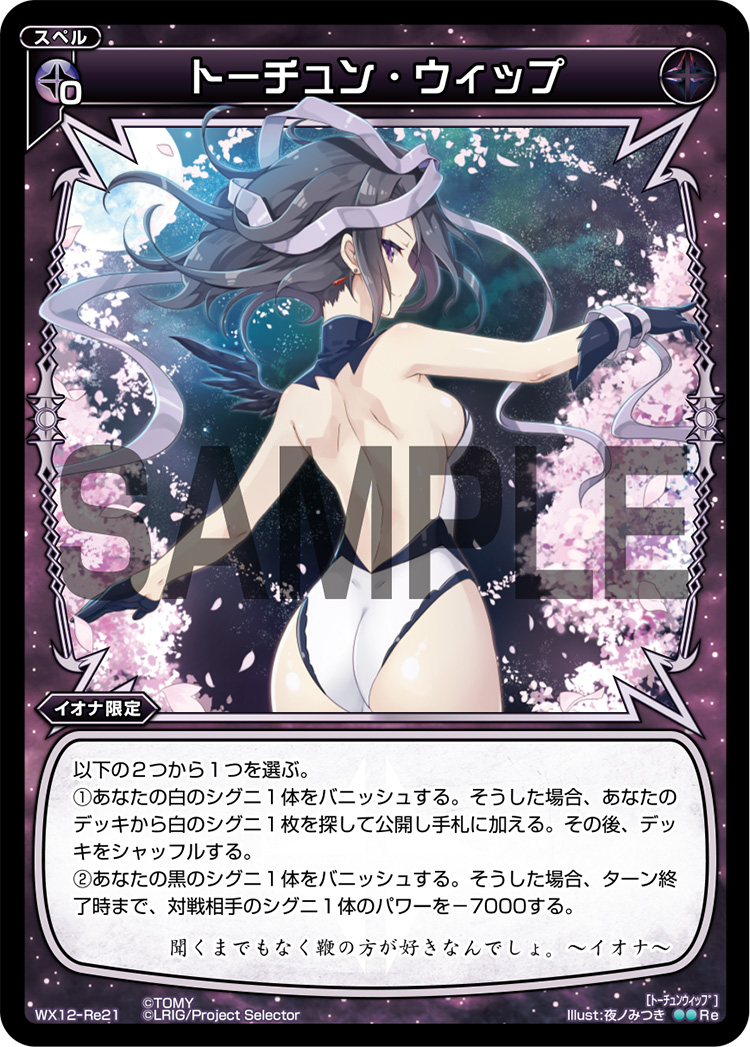 スペル
0
トーチュン・ウィップ
SAMPLE
イオナ限定
以下の２つから１つを選ぶ。
①あなたの白のシグニ１体をバニッシュする。そうした場合、あなたの
デッキから白のシグニ１枚を探して公開し手札に加える。その後、デッ
キをシャッフルする。
②あなたの黒のシグニ１体をバニッシュする。そうした場合、ターン終
了時まで、対戦相手のシグニ１体のパワーを－7000する。
聞くまでもなく鞭の方が好きなんでしょ。～イオナ～
[トーチュンウィップ]
WX12-Re21
©TOMY
©LRIG/Project Selector
Illust:夜ノみつき
Re